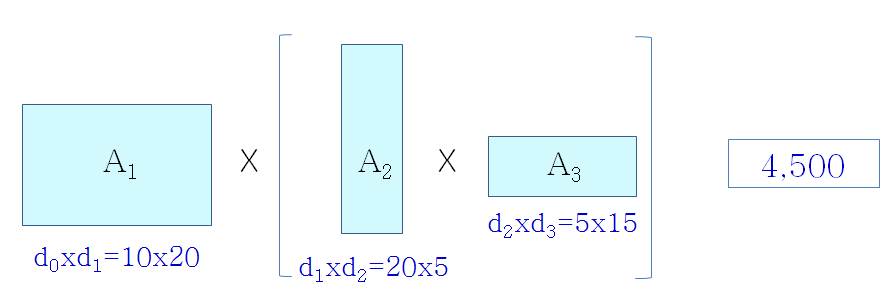 A₁ X A₂ X A₃ 4,500
d₀xd₁=10x20
d₁xd₂=20x5
d₂xd₃=5x15